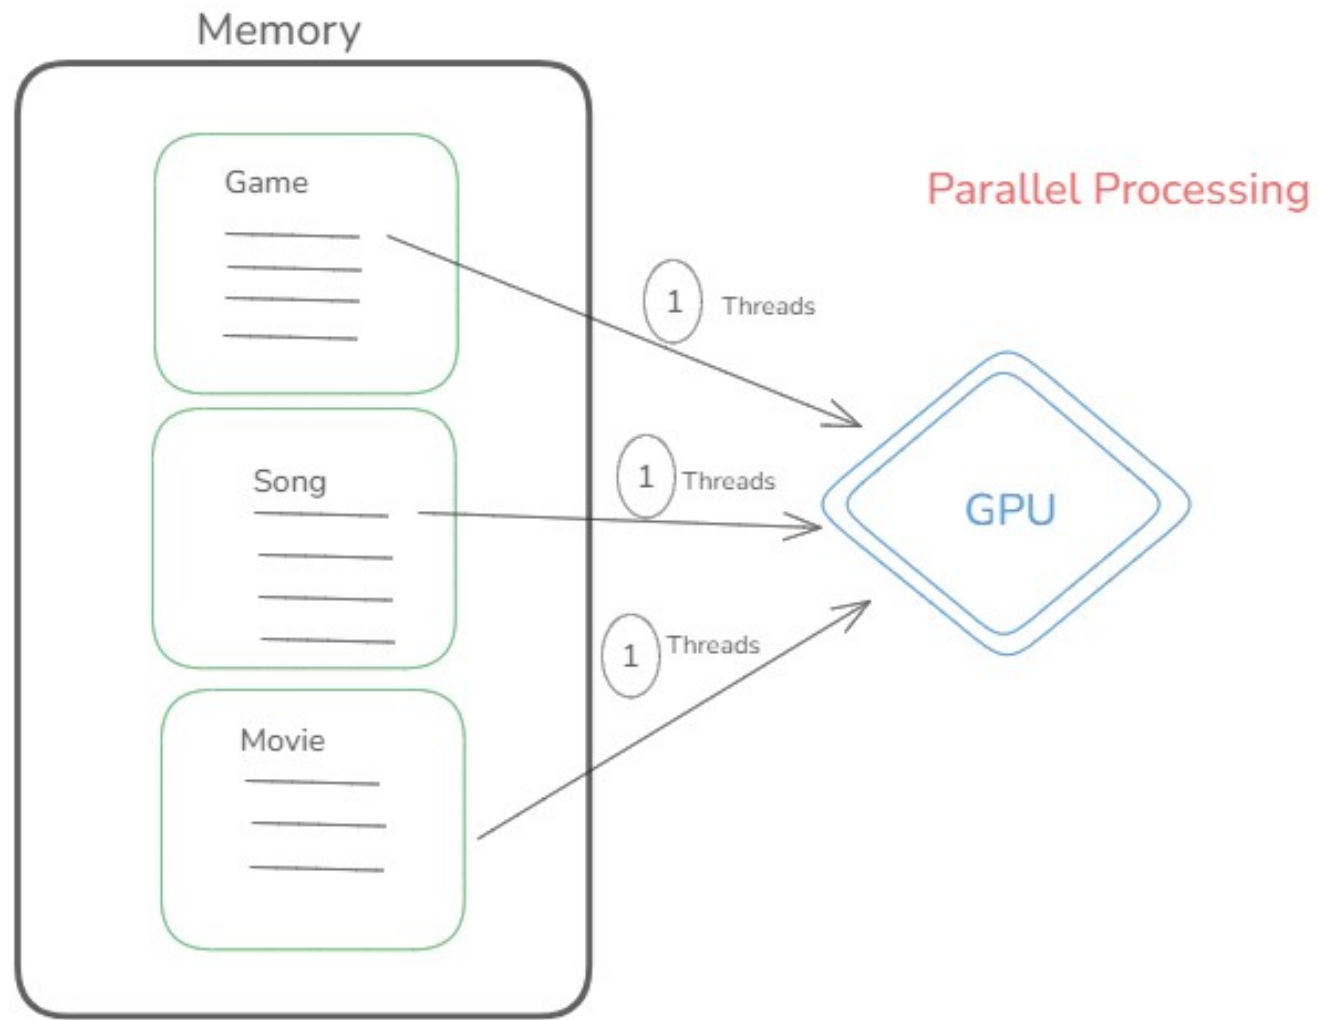 Memory
Game
Parallel Processing
1 Threads
Song
1 Threads
GPU
1 Threads
Movie